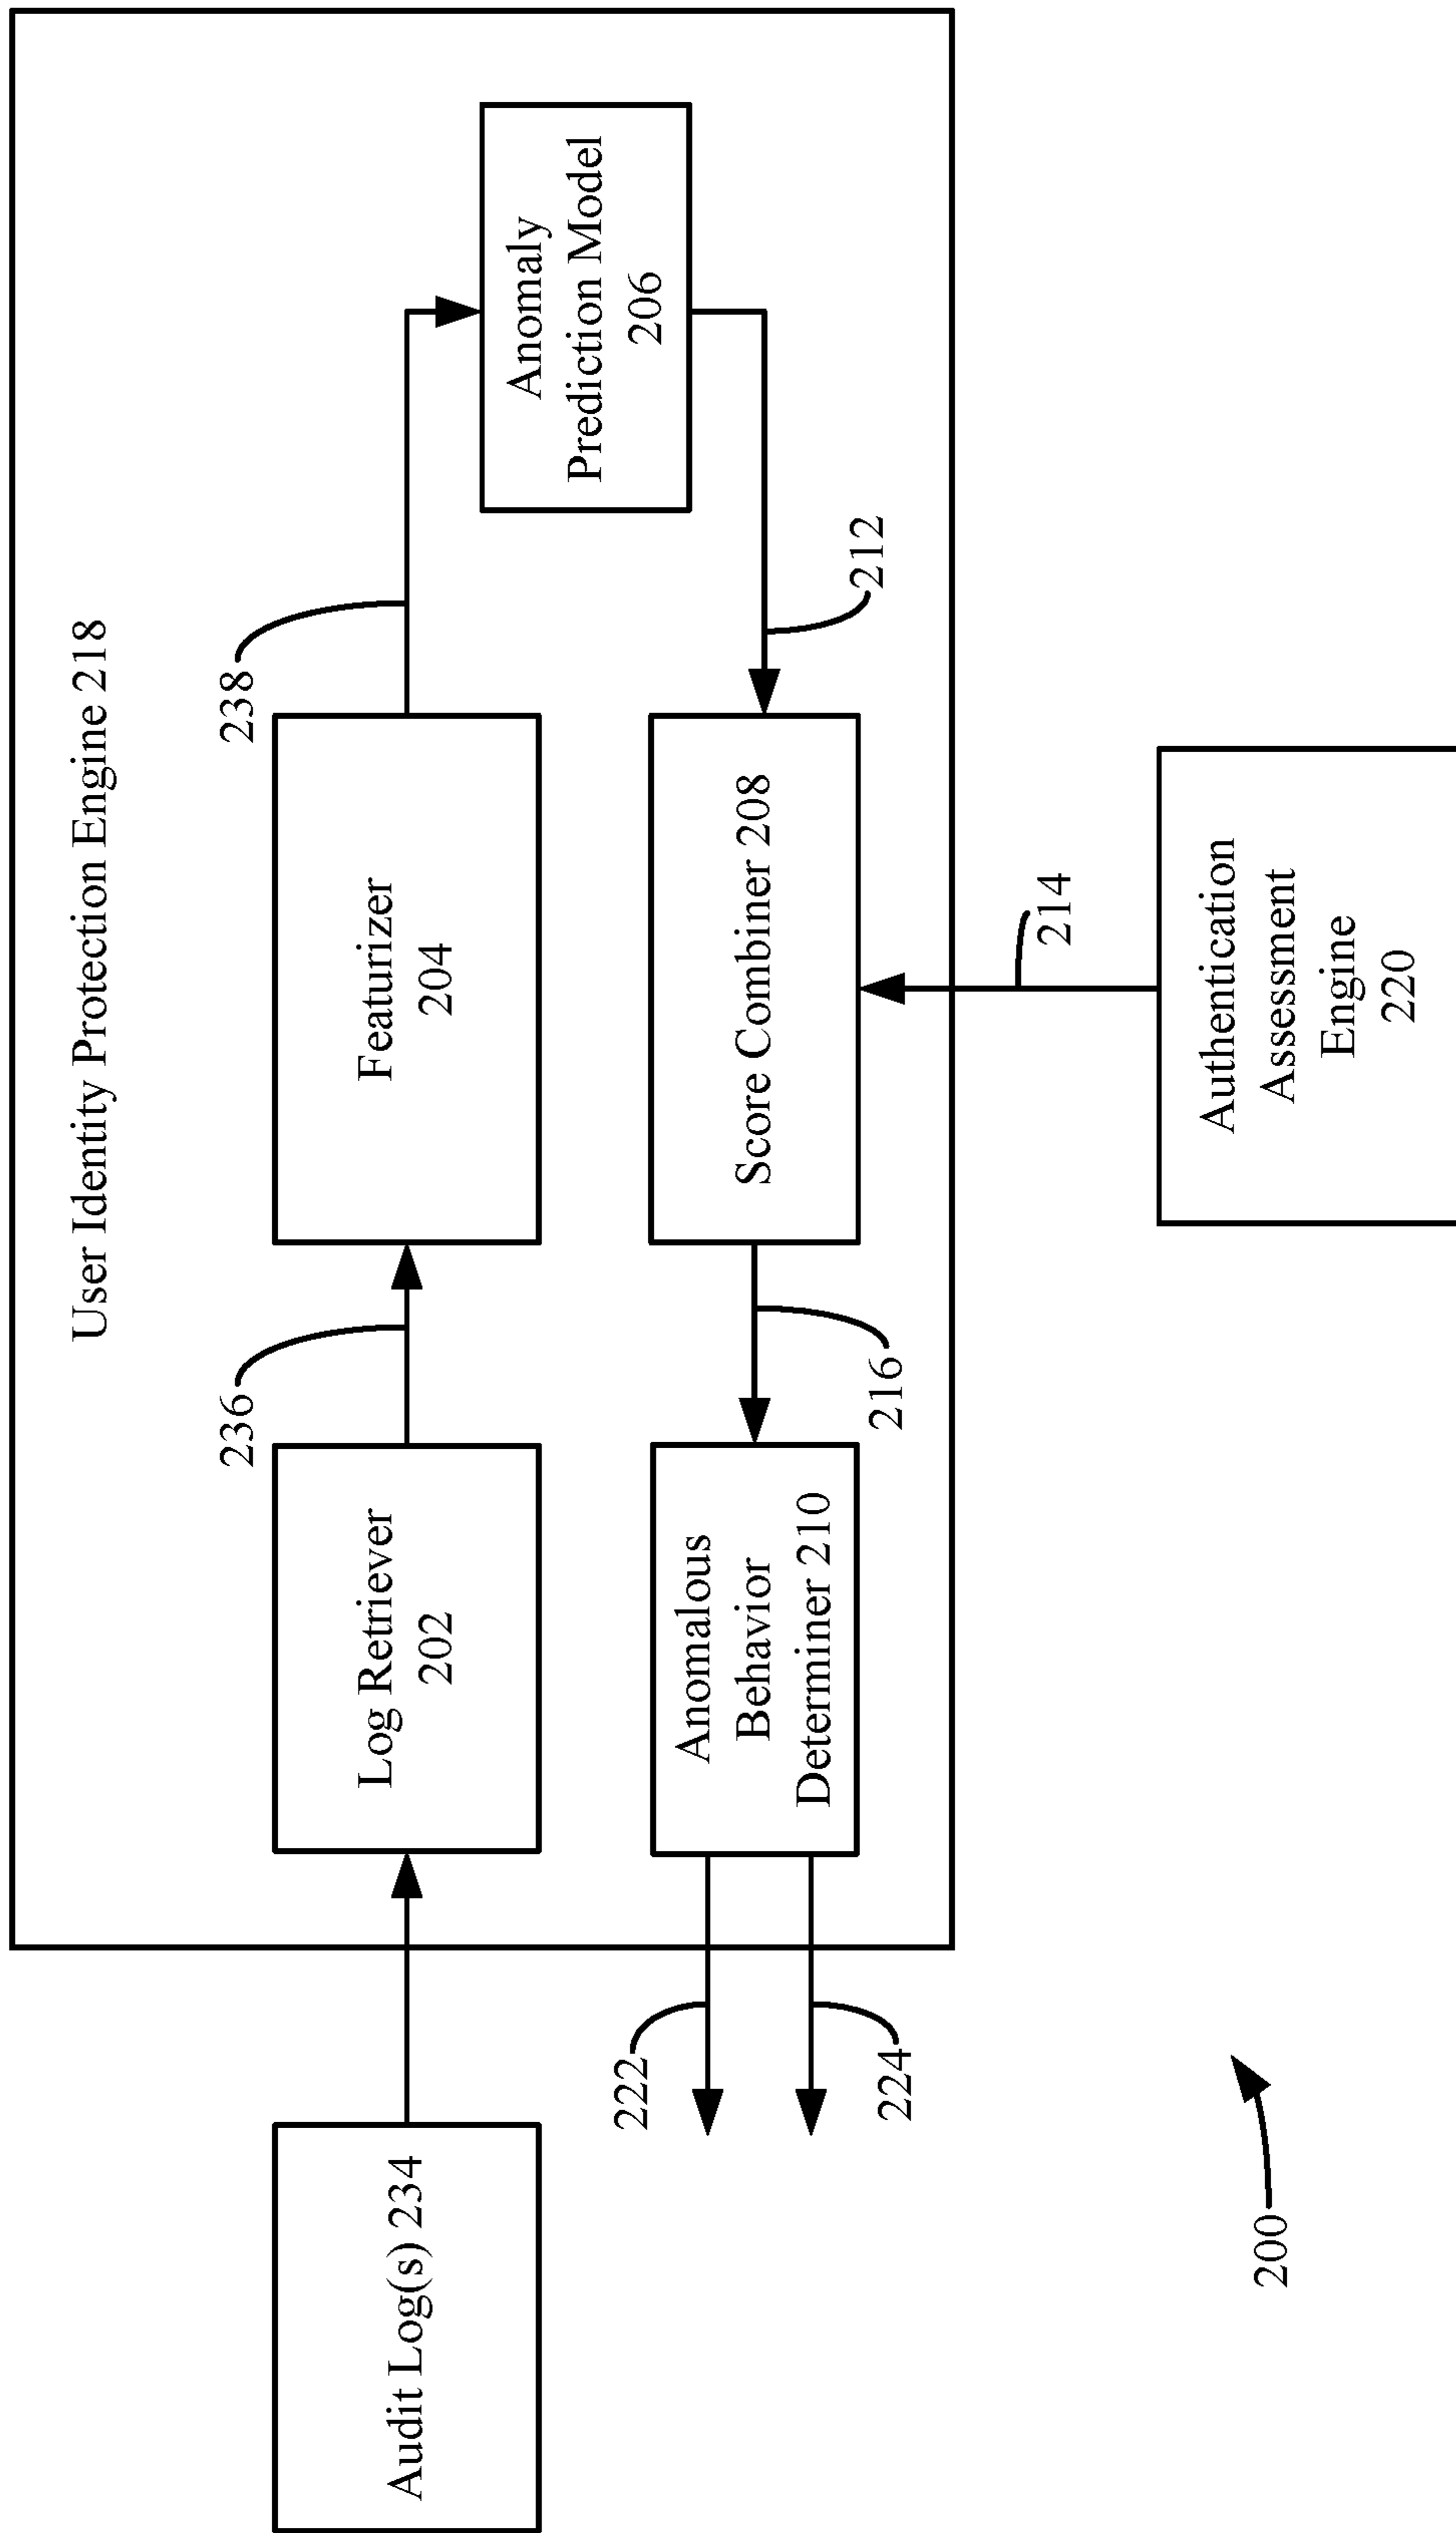 User Identity Protection Engine 218
Audit Log(s) 234
Log Retriever
202
236
Featurizer
204
238
Anomaly
Prediction Model
206
212
Score Combiner 208
216
Anomalous
Behavior
Determiner 210
222
224
214
Authentication
Assessment
Engine
220
200